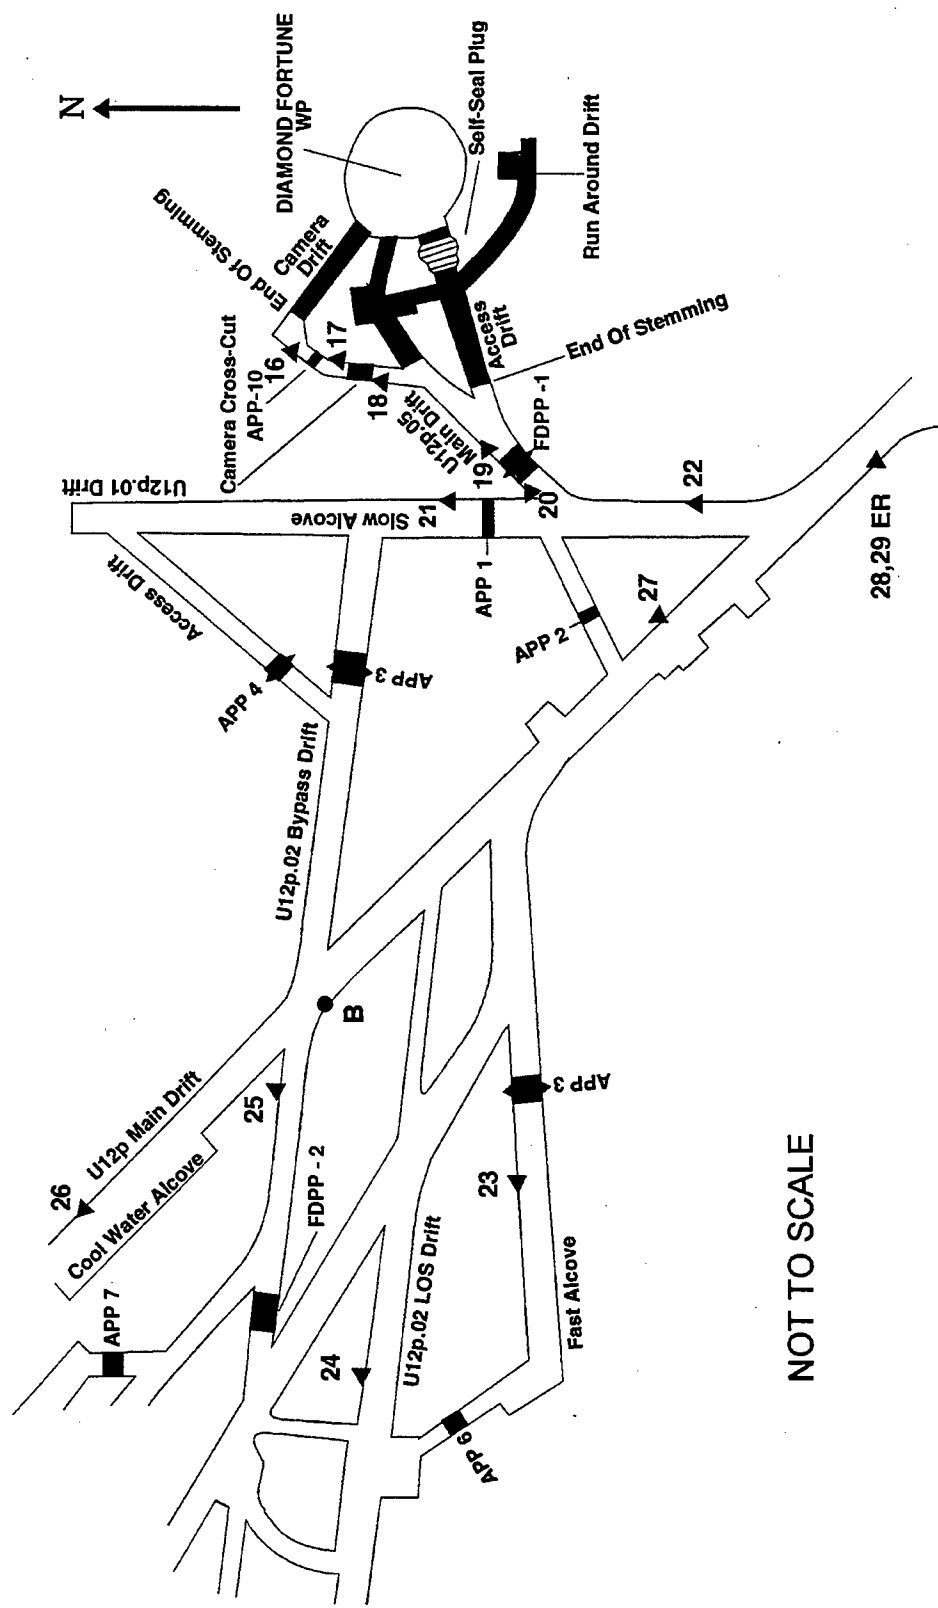 N
DIAMOND FORTUNE
WP
Self-Seal Plug
Run Around Drift
End Of Stemming
Camera
Drift
Camera Cross-Cut
APP-10
16
17
18
Access
Drift
End Of Stemming
U12p.05
Main Drift
19
FDPP -1
20
U12p.01 Drift
Slow Alcove
21
22
APP 1
28,29 ER
27
APP 2
Access Drift
APP 4
APP 3
U12p.02 Bypass Drift
B
U12p Main Drift
26
25
Cool Water Alcove
APP 7
FDPP - 2
APP 3
23
U12p.02 LOS Drift
24
Fast Alcove
APP 6
NOT TO SCALE